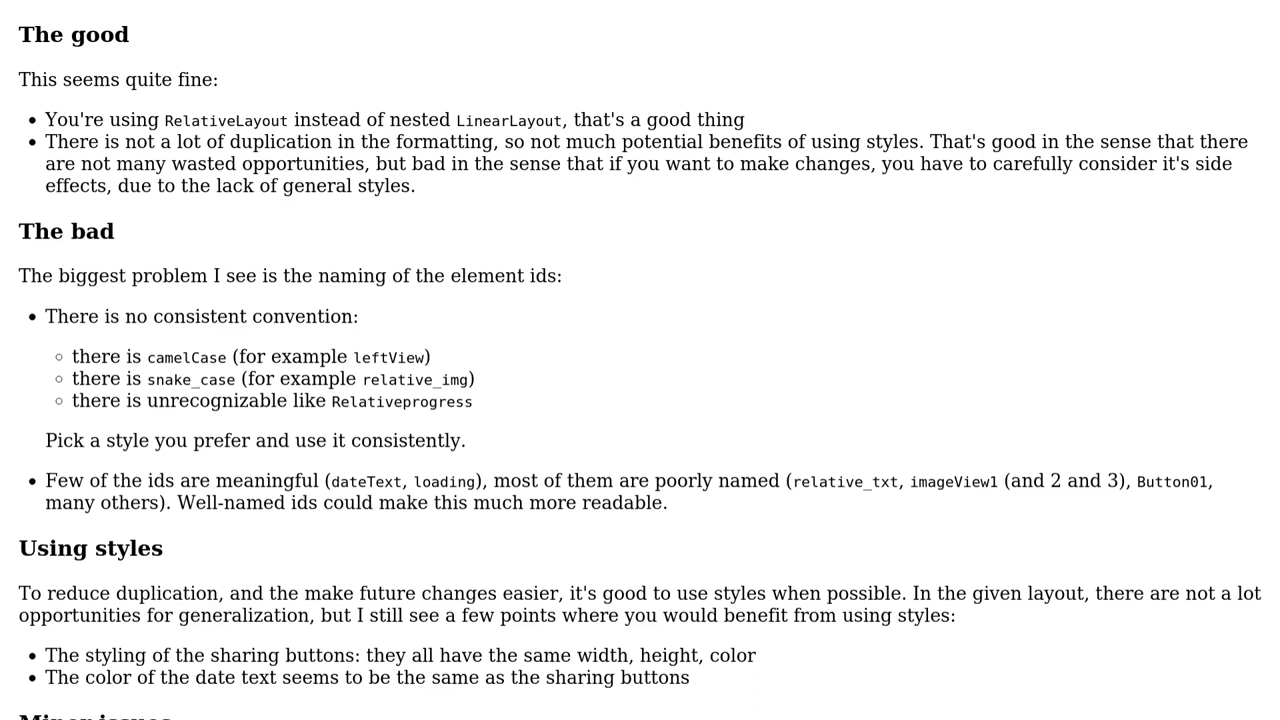 The good
This seems quite fine:
You're using RelativeLayout instead of nested LinearLayout, that's a good thing
There is not a lot of duplication in the formatting, so not much potential benefits of using styles. That's good in the sense that there
are not many wasted opportunities, but bad in the sense that if you want to make changes, you have to carefully consider it's side
effects, due to the lack of general styles.
The bad
The biggest problem I see is the naming of the element ids:
There is no consistent convention:
there is camelCase (for example leftView)
there is snake_case (for example relative_img)
there is unrecognizable like Relativeprogress
Pick a style you prefer and use it consistently.
Few of the ids are meaningful (dateText, loading), most of them are poorly named (relative_txt, imageView1 (and 2 and 3), Button01,
many others). Well-named ids could make this much more readable.
Using styles
To reduce duplication, and the make future changes easier, it's good to use styles when possible. In the given layout, there are not a lot
opportunities for generalization, but I still see a few points where you would benefit from using styles:
The styling of the sharing buttons: they all have the same width, height, color
The color of the date text seems to be the same as the sharing buttons
Minor issues